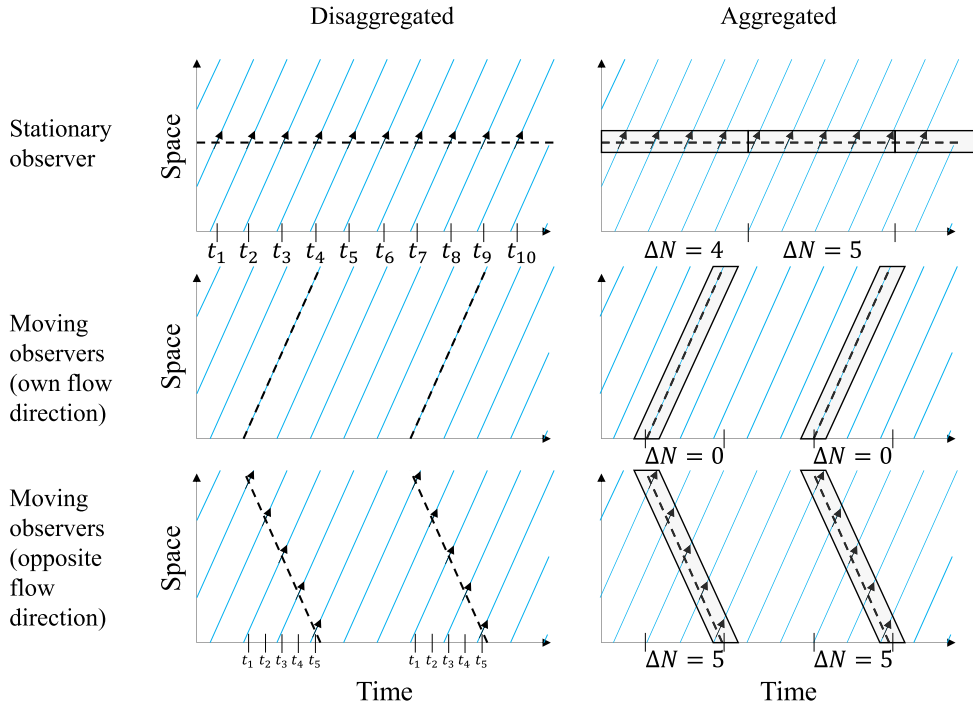 Disaggregated
Aggregated
Stationary
observer
Space
t₁ t₂ t₃ t₄ t₅ t₆ t₇ t₈ t₉ t₁₀
ΔN = 4 ΔN = 5
Moving
observers
(own flow
direction)
Space
ΔN = 0 ΔN = 0
Moving
observers
(opposite
flow
direction)
Space
t₁ t₂ t₃ t₄ t₅ t₁ t₂ t₃ t₄ t₅
ΔN = 5 ΔN = 5
Time
Time